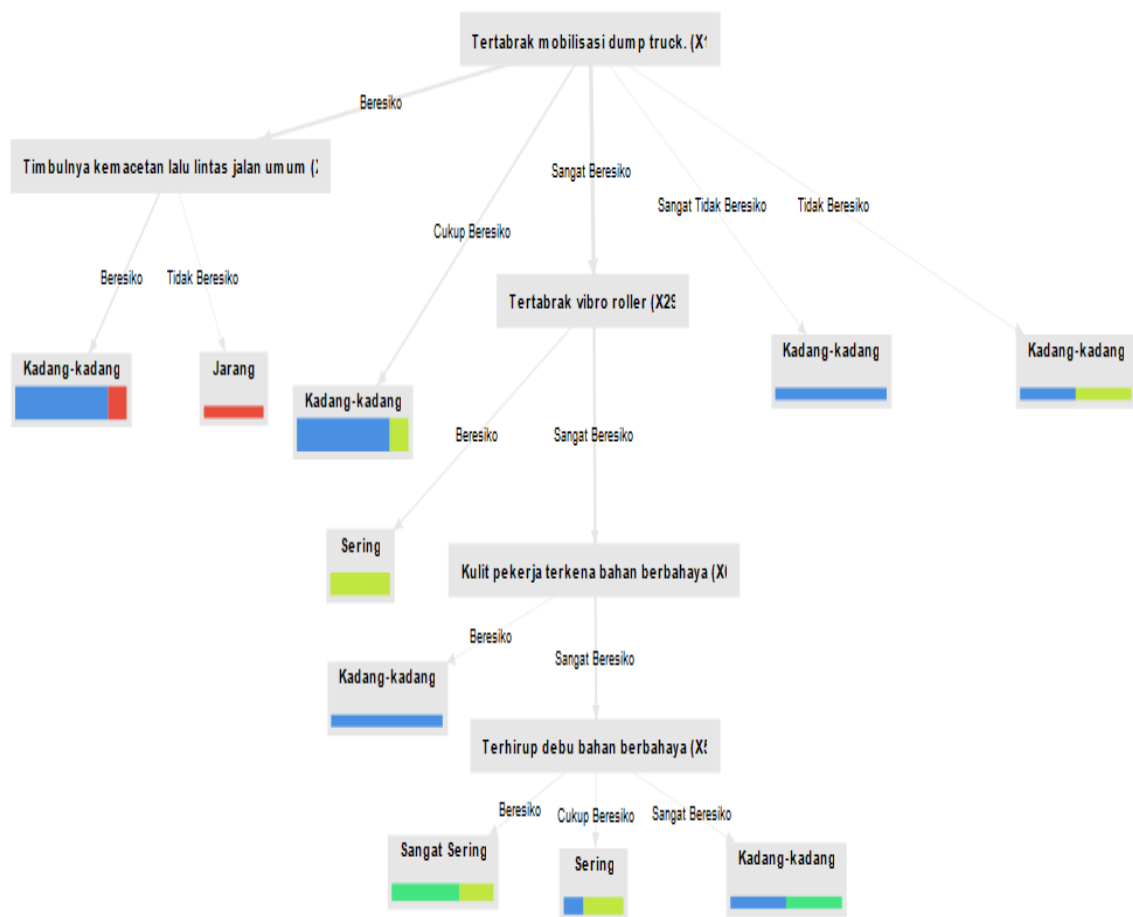 Tertabrak mobilisasi dump truck. (X1
Beresiko
Timbulnya kemacetan lalu lintas jalan umum (
Sangat Beresiko
Sangat Tidak Beresiko
Tidak Beresiko
Cukup Beresiko
Beresiko
Tidak Beresiko
Tertabrak vibro roller (X29
Kadang-kadang
Jarang
Kadang-kadang
Kadang-kadang
Kadang-kadang
Beresiko
Sangat Beresiko
Sering
Kulit pekerja terkena bahan berbahaya (X
Beresiko
Sangat Beresiko
Kadang-kadang
Terhirup debu bahan berbahaya (X5
Beresiko
Cukup Beresiko
Sangat Beresiko
Sangat Sering
Sering
Kadang-kadang